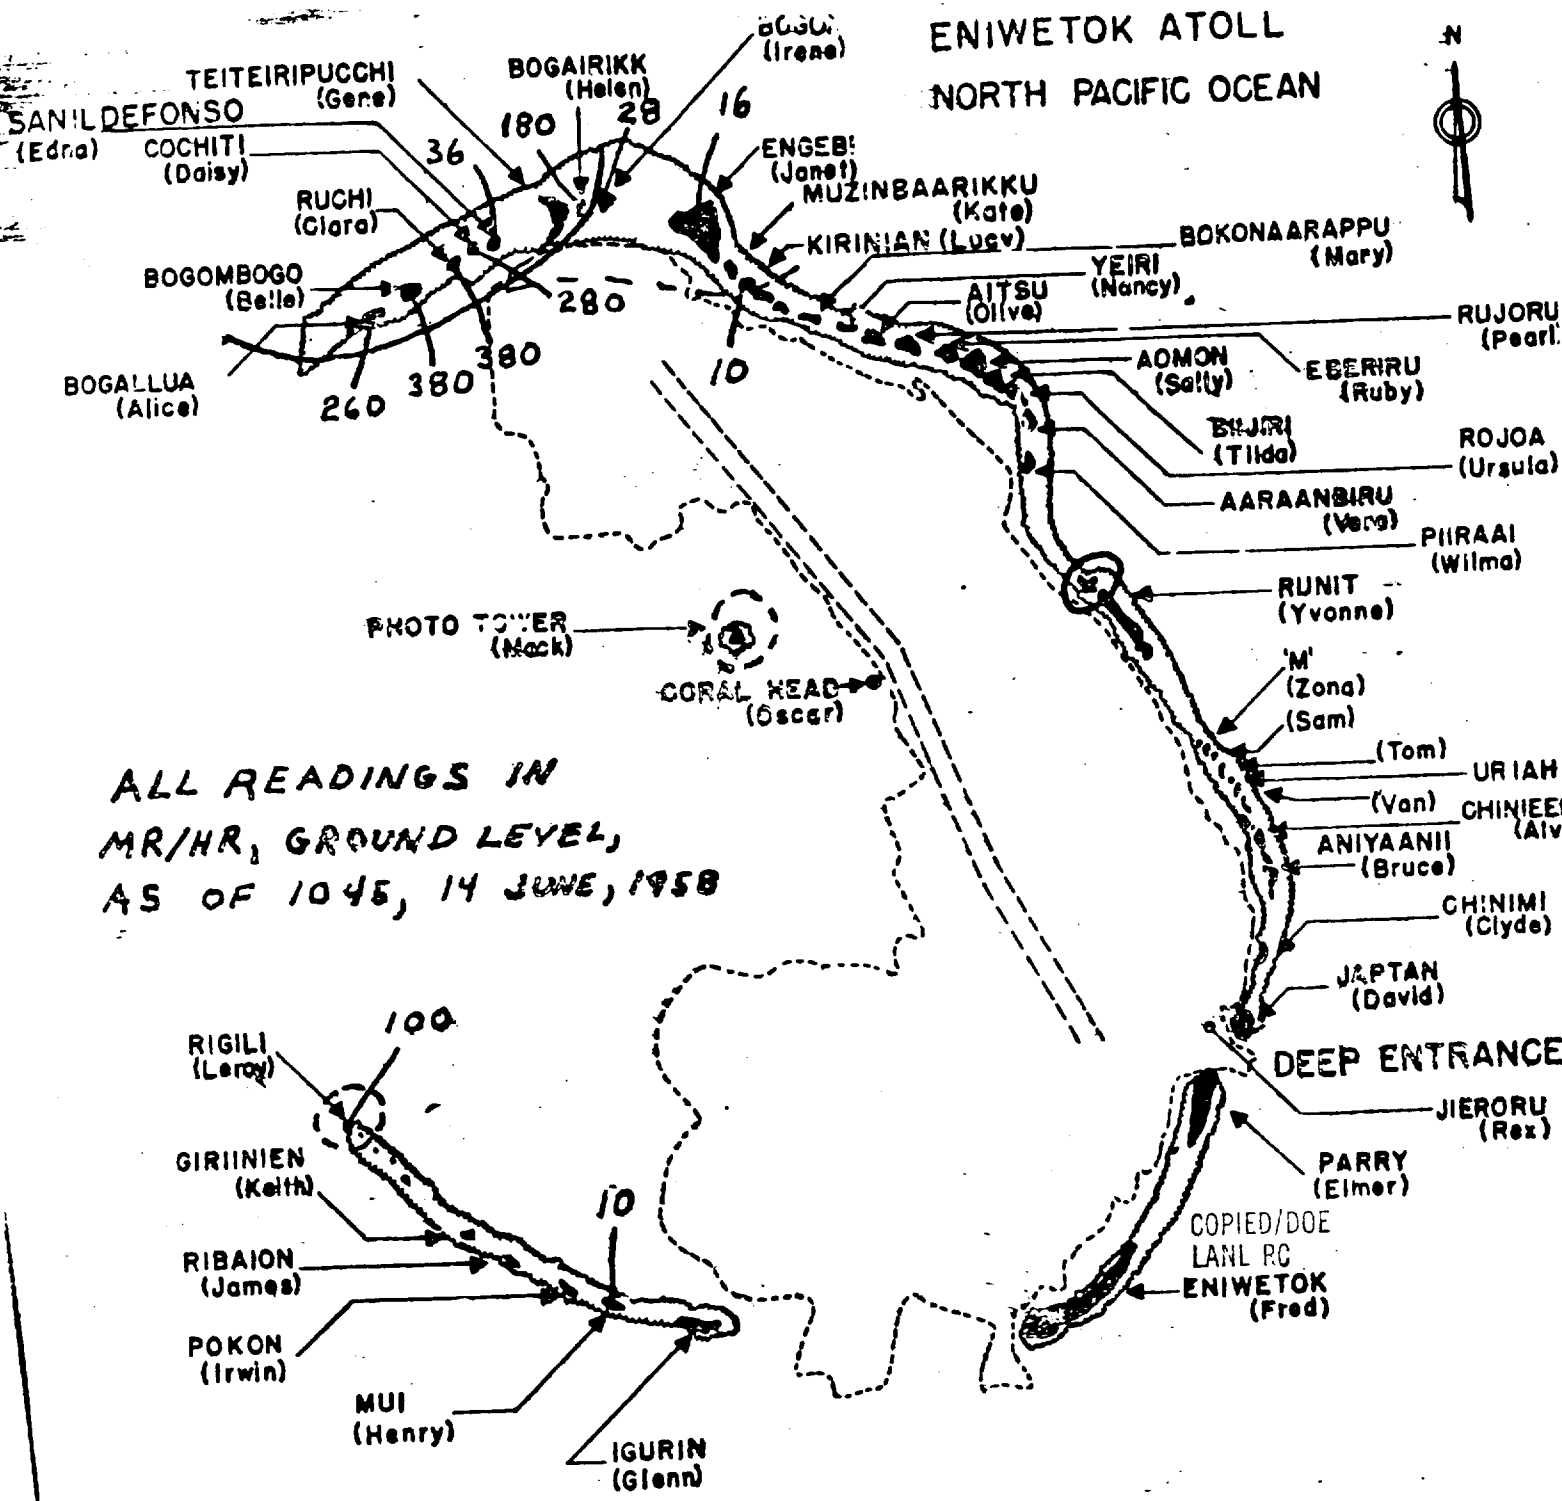 ENIWETOK ATOLL
NORTH PACIFIC OCEAN
N
(Irene)
BOGAIRIKK
(Helen)
TEITEIRIPUCCHI
(Gene)
SANILDEFONSO
(Edna)
COCHITI
(Daisy)
RUCHI
(Clara)
BOGOMBOGO
(Belle)
BOGALLUA
(Alice)
36
180
28
16
280
380
380
260
10
ENGEBI
(Janet)
MUZINBAARIKKU
(Kate)
KIRINIAN (Lucy)
BOKONAARAPPU
(Mary)
YEIRI
(Nancy)
AITSU
(Olive)
RUJORU
(Pearl)
EBERIRU
(Ruby)
AOMON
(Sally)
BIIJIRI
(Tilda)
ROJOA
(Ursula)
AARAANBIRU
(Vera)
PIIRAAI
(Wilma)
RUNIT
(Yvonne)
'M'
(Zona)
(Sam)
(Tom)
URIAH
(Van)
CHINIEE
(Alv
ANIYAANII
(Bruce)
CHINIMI
(Clyde)
JAPTAN
(David)
DEEP ENTRANCE
JIERORU
(Rex)
PARRY
(Elmer)
COPIED/DOE
LANL RC
ENIWETOK
(Fred)
PHOTO TOWER
(Mack)
CORAL HEAD
(Oscar)
ALL READINGS IN
MR/HR, GROUND LEVEL,
AS OF 1045, 14 JUNE, 1958
RIGILI
(Leroy)
100
GIRIINIEN
(Keith)
10
RIBAION
(James)
POKON
(Irwin)
MUI
(Henry)
IGURIN
(Glenn)